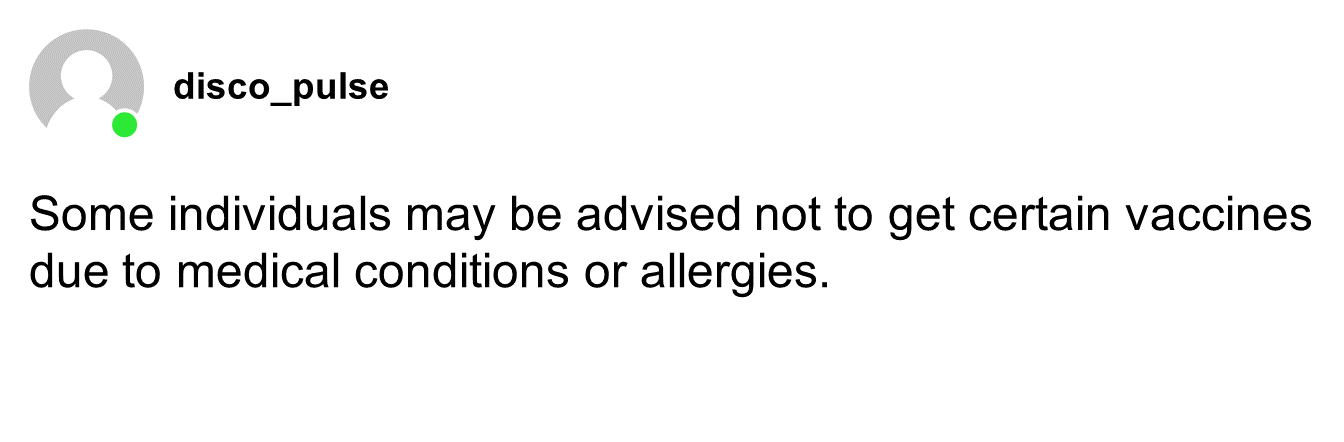 disco_pulse
Some individuals may be advised not to get certain vaccines
due to medical conditions or allergies.